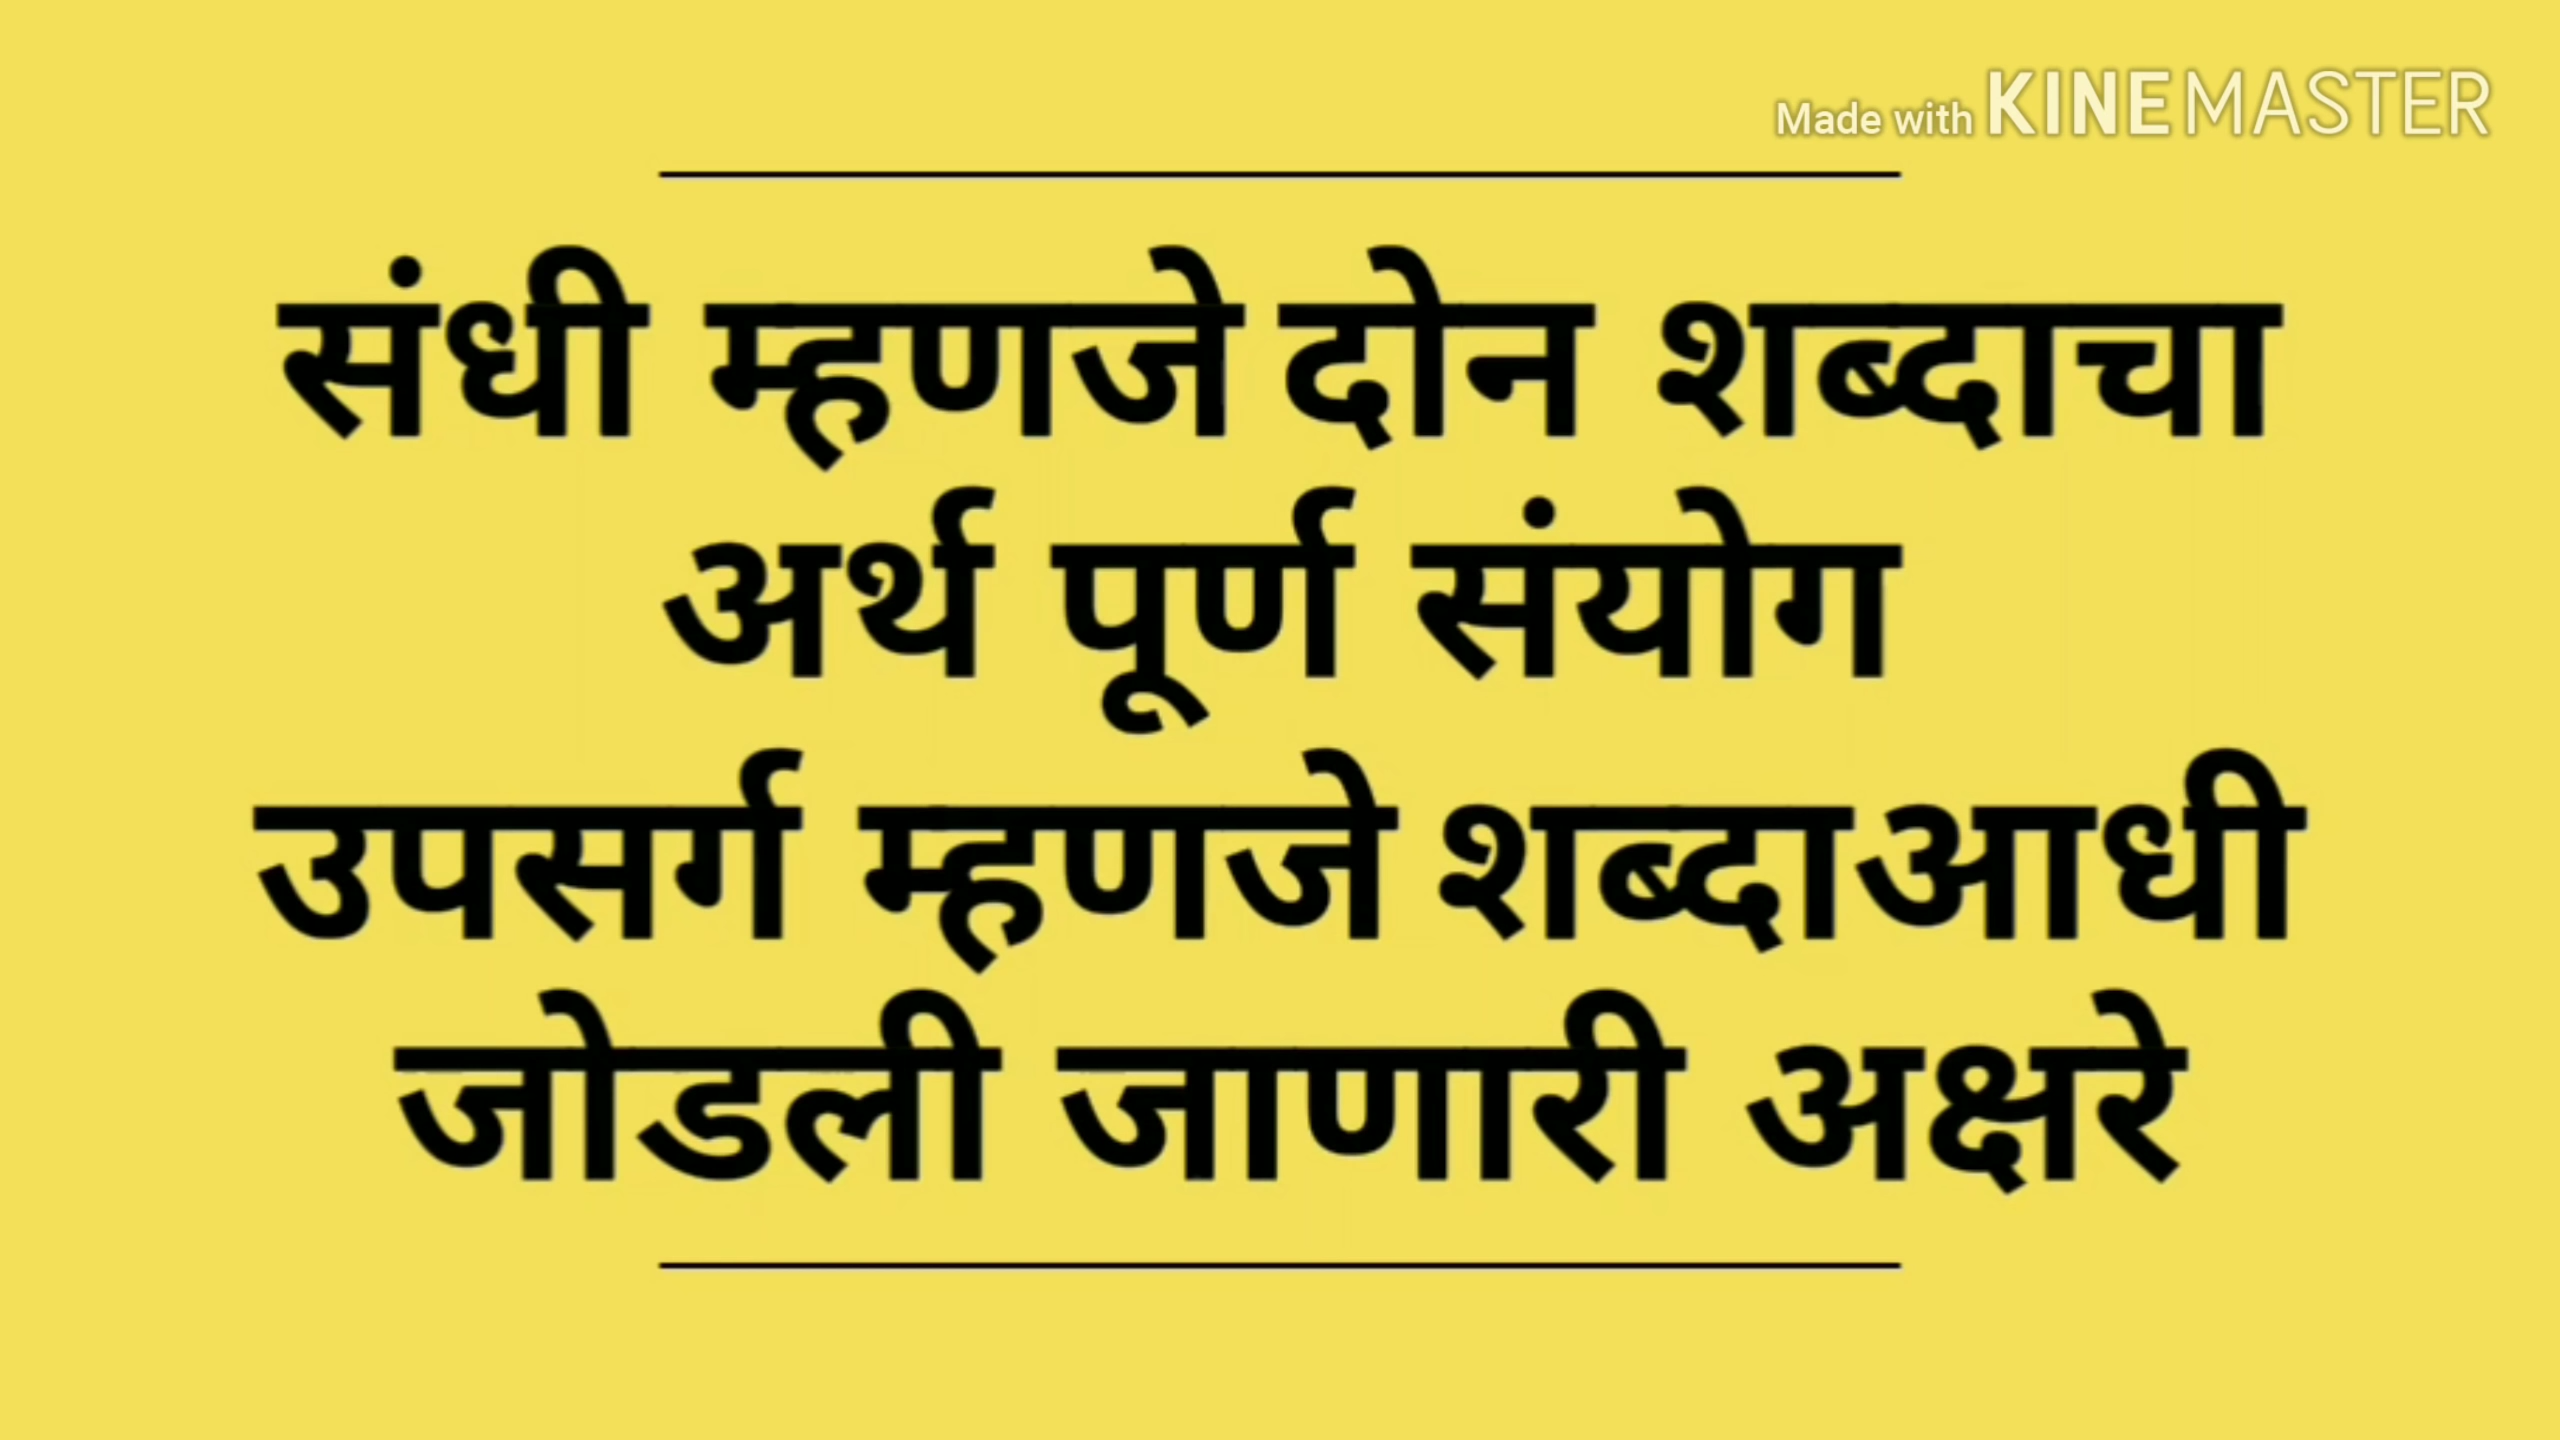 Made with KINEMASTER
संधी म्हणजे दोन शब्दाचा
अर्थ पूर्ण संयोग
उपसर्ग म्हणजे शब्दाआधी
जोडली जाणारी अक्षरे